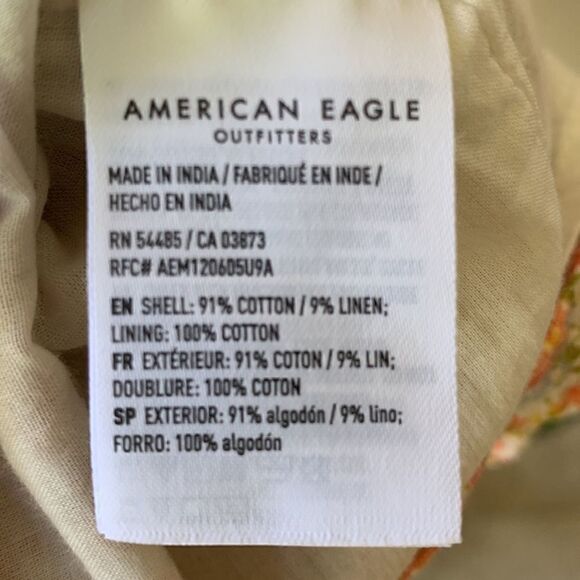 AMERICAN EAGLE
OUTFITTERS
MADE IN INDIA / FABRIQUÉ EN INDE /
HECHO EN INDIA
RN 54485 / CA 03873
RFC# AEM120605U9A
EN SHELL: 91% COTTON / 9% LINEN;
LINING: 100% COTTON
FR EXTÉRIEUR: 91% COTON / 9% LIN;
DOUBLURE: 100% COTON
SP EXTERIOR: 91% algodón / 9% lino;
FORRO: 100% algodón